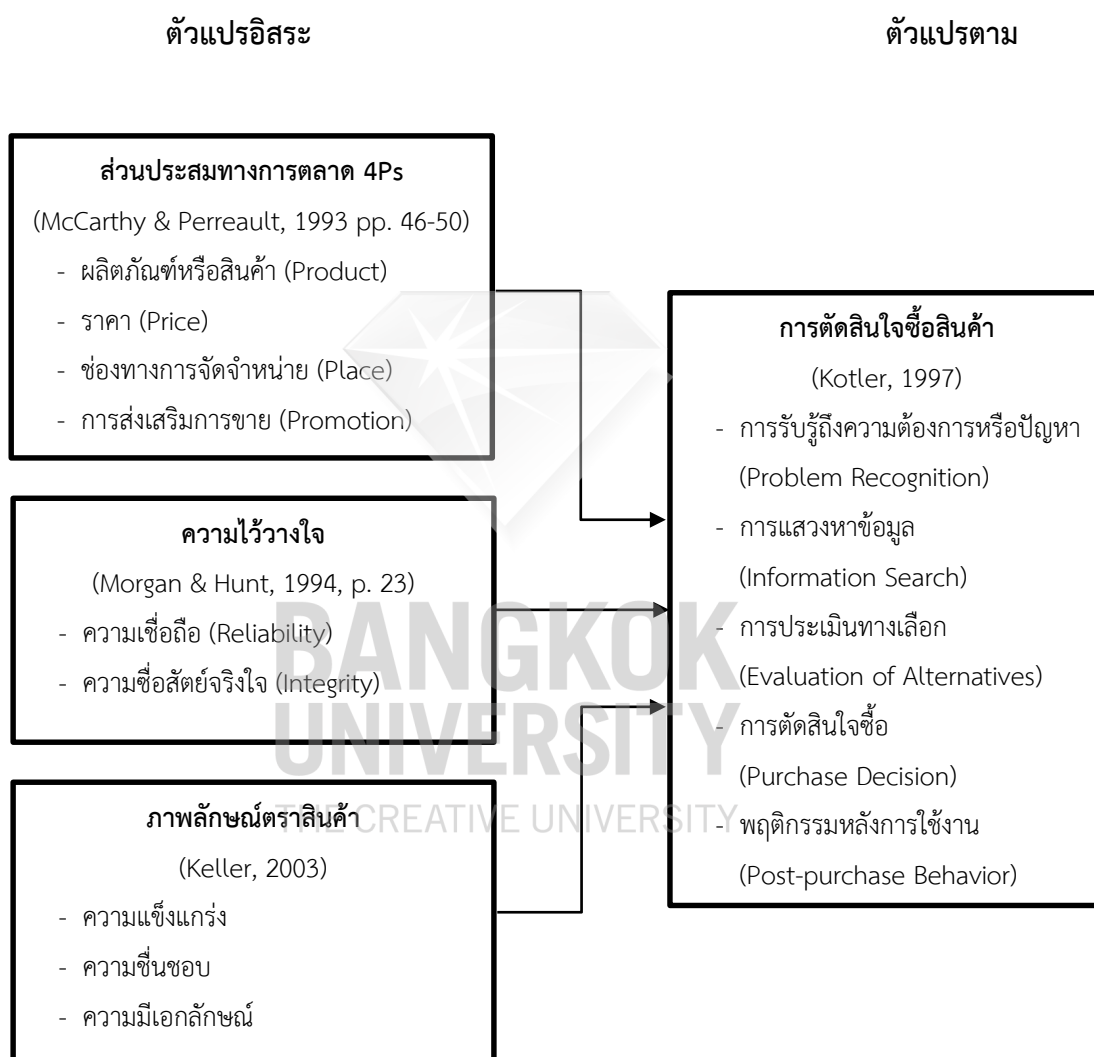 ตัวแปรอิสระ
ตัวแปรตาม
ส่วนประสมทางการตลาด 4Ps
(McCarthy & Perreault, 1993 pp. 46-50)
- ผลิตภัณฑ์หรือสินค้า (Product)
- ราคา (Price)
- ช่องทางการจัดจำหน่าย (Place)
- การส่งเสริมการขาย (Promotion)
ความไว้วางใจ
(Morgan & Hunt, 1994, p. 23)
- ความเชื่อถือ (Reliability)
- ความซื่อสัตย์จริงใจ (Integrity)
ภาพลักษณ์ตราสินค้า
(Keller, 2003)
- ความแข็งแกร่ง
- ความชื่นชอบ
- ความมีเอกลักษณ์
การตัดสินใจซื้อสินค้า
(Kotler, 1997)
- การรับรู้ถึงความต้องการหรือปัญหา
(Problem Recognition)
- การแสวงหาข้อมูล
(Information Search)
- การประเมินทางเลือก
(Evaluation of Alternatives)
- การตัดสินใจซื้อ
(Purchase Decision)
- พฤติกรรมหลังการใช้งาน
(Post-purchase Behavior)
BANGKOK
UNIVERSITY
THE CREATIVE UNIVERSITY